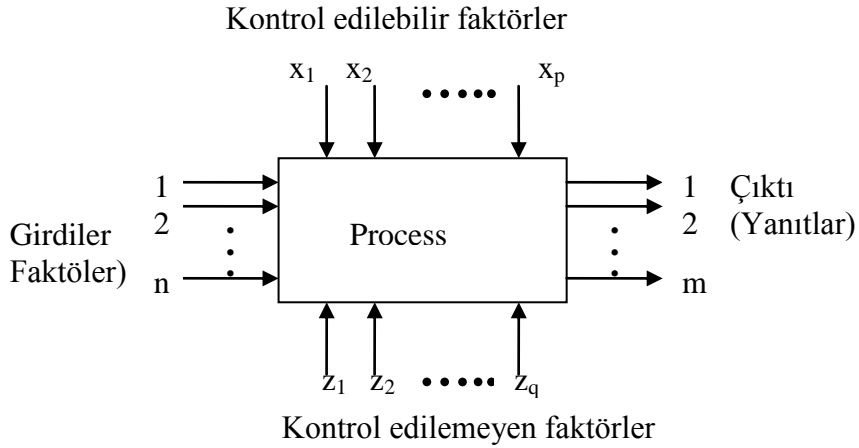 Kontrol edilebilir faktörler
x1 x2 ••••• xp
1
2
n
Girdiler
Faktöler)
Process
1
2
m
Çıktı
(Yanıtlar)
z1 z2 ••••• zq
Kontrol edilemeyen faktörler